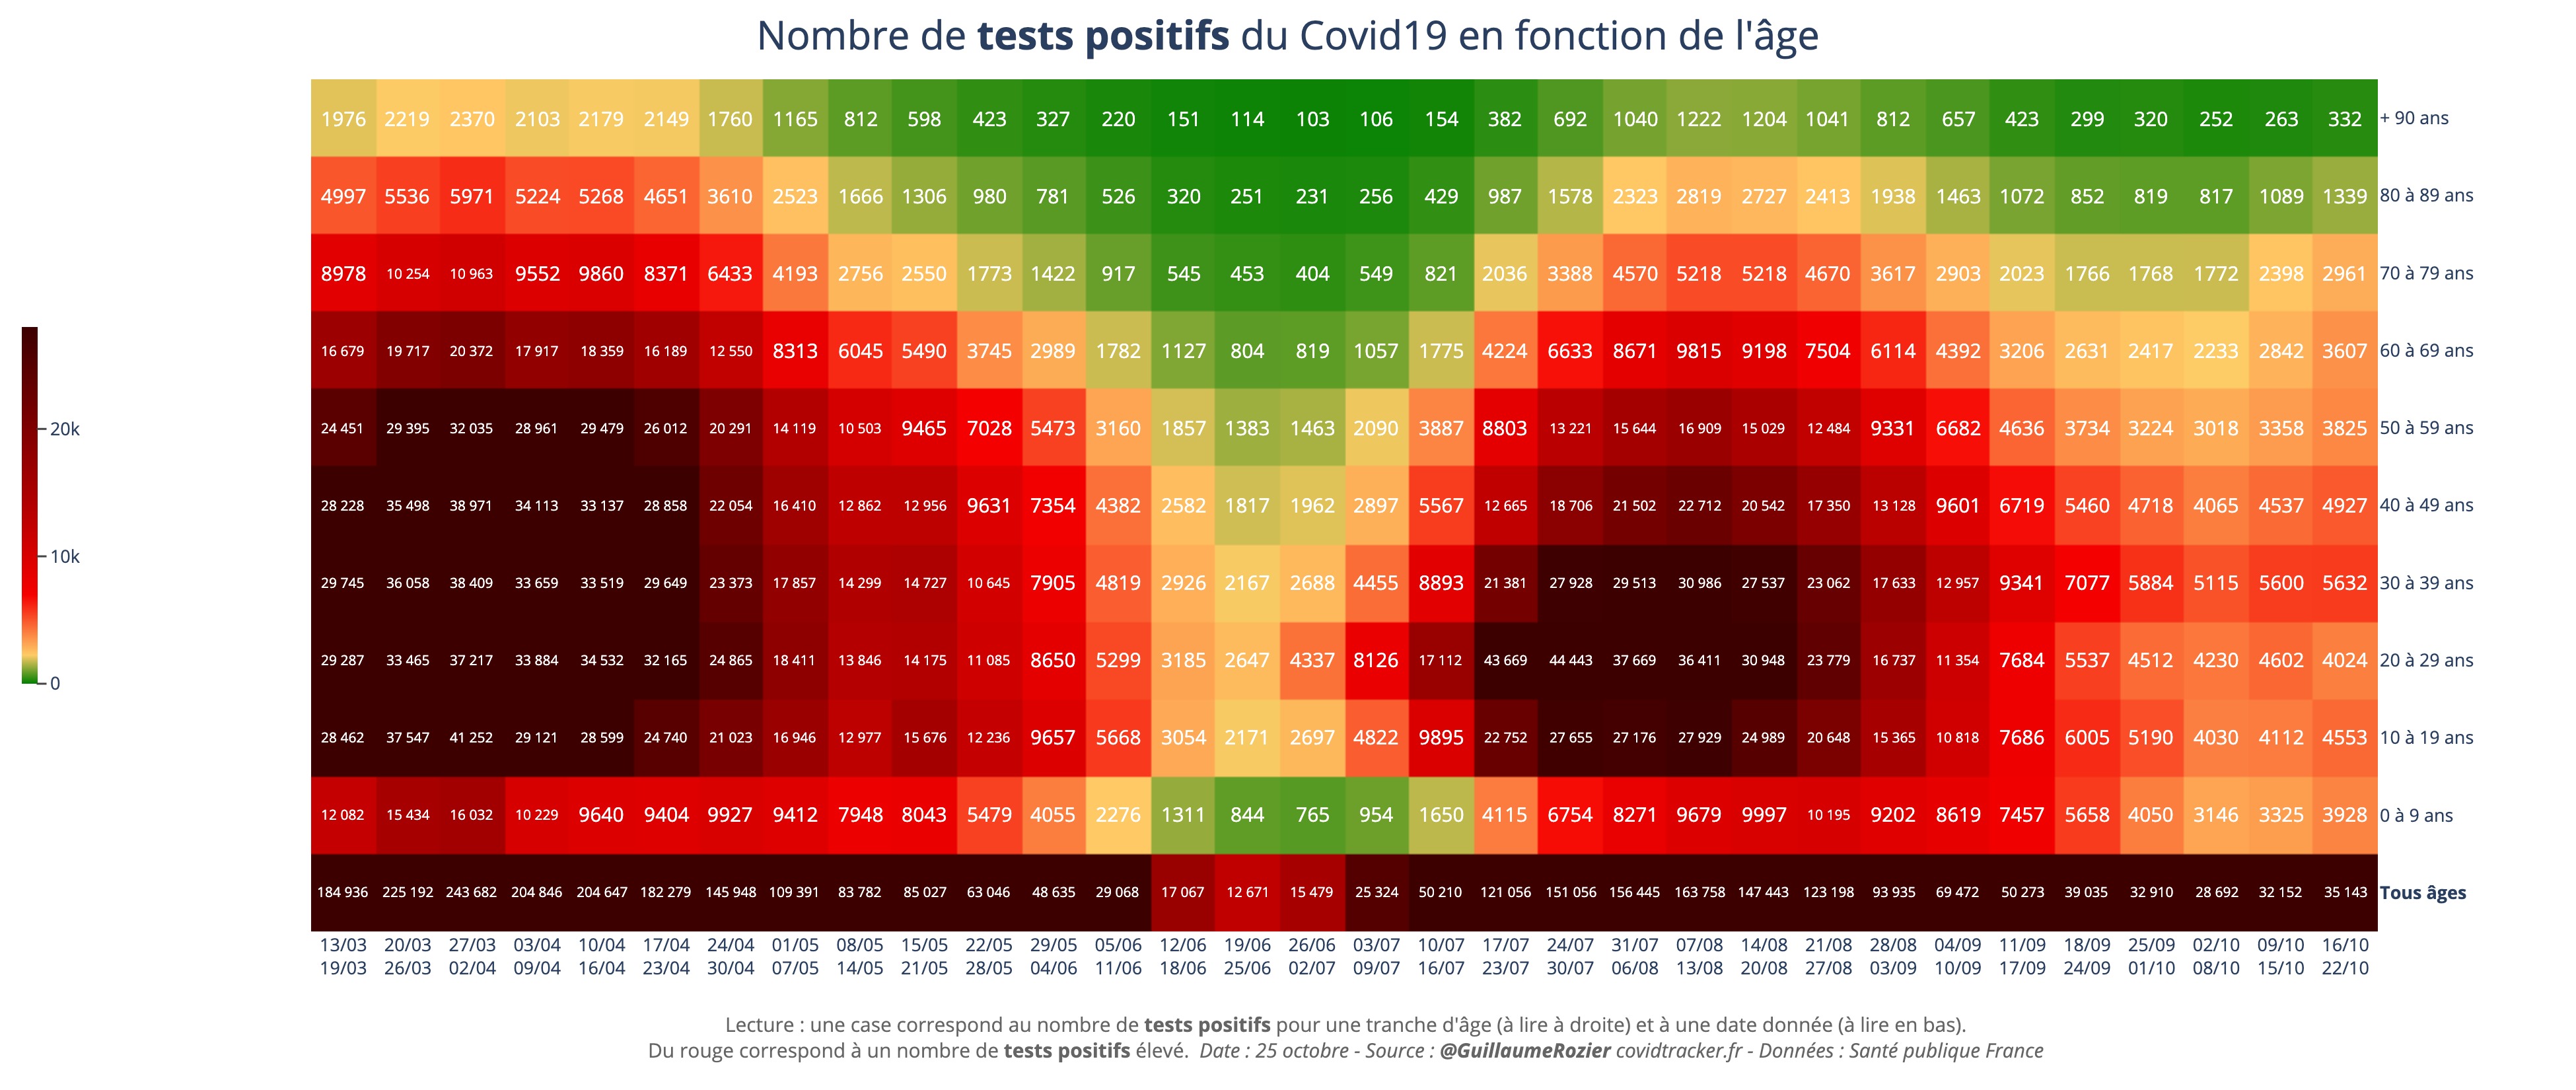 Nombre de tests positifs du Covid19 en fonction de l'âge
1976 2219 2370 2103 2179 2149 1760 1165 812 598 423 327 220 151 114 103 106 154 382 692 1040 1222 1204 1041 812 657 423 299 320 252 263 332 + 90 ans
4997 5536 5971 5224 5268 4651 3610 2523 1666 1306 980 781 526 320 251 231 256 429 987 1578 2323 2819 2727 2413 1938 1463 1072 852 819 817 1089 1339 80 à 89 ans
8978 10 254 10 963 9552 9860 8371 6433 4193 2756 2550 1773 1422 917 545 453 404 549 821 2036 3388 4570 5218 5218 4670 3617 2903 2023 1766 1768 1772 2398 2961 70 à 79 ans
16 679 19 717 20 372 17 917 18 359 16 189 12 550 8313 6045 5490 3745 2989 1782 1127 804 819 1057 1775 4224 6633 8671 9815 9198 7504 6114 4392 3206 2631 2417 2233 2842 3607 60 à 69 ans
24 451 29 395 32 035 28 961 29 479 26 012 20 291 14 119 10 503 9465 7028 5473 3160 1857 1383 1463 2090 3887 8803 13 221 15 644 16 909 15 029 12 484 9331 6682 4636 3734 3224 3018 3358 3825 50 à 59 ans
28 228 35 498 38 971 34 113 33 137 28 858 22 054 16 410 12 862 12 956 9631 7354 4382 2582 1817 1962 2897 5567 12 665 18 706 21 502 22 712 20 542 17 350 13 128 9601 6719 5460 4718 4065 4537 4927 40 à 49 ans
29 745 36 058 38 409 33 659 33 519 29 649 23 373 17 857 14 299 14 727 10 645 7905 4819 2926 2167 2688 4455 8893 21 381 27 928 29 513 30 986 27 537 23 062 17 633 12 957 9341 7077 5884 5115 5600 5632 30 à 39 ans
29 287 33 465 37 217 33 884 34 532 32 165 24 865 18 411 13 846 14 175 11 085 8650 5299 3185 2647 4337 8126 17 112 43 669 44 443 37 669 36 411 30 948 23 779 16 737 11 354 7684 5537 4512 4230 4602 4024 20 à 29 ans
28 462 37 547 41 252 29 121 28 599 24 740 21 023 16 946 12 977 15 676 12 236 9657 5668 3054 2171 2697 4822 9895 22 752 27 655 27 176 27 929 24 989 20 648 15 365 10 818 7686 6005 5190 4030 4112 4553 10 à 19 ans
12 082 15 434 16 032 10 229 9640 9404 9927 9412 7948 8043 5479 4055 2276 1311 844 765 954 1650 4115 6754 8271 9679 9997 10 195 9202 8619 7457 5658 4050 3146 3325 3928 0 à 9 ans
184 936 225 192 243 682 204 846 204 647 182 279 145 948 109 391 83 782 85 027 63 046 48 635 29 068 17 067 12 671 15 479 25 324 50 210 121 056 151 056 156 445 163 758 147 443 123 198 93 935 69 472 50 273 39 035 32 910 28 692 32 152 35 143 Tous âges
13/03 20/03 27/03 03/04 10/04 17/04 24/04 01/05 08/05 15/05 22/05 29/05 05/06 12/06 19/06 26/06 03/07 10/07 17/07 24/07 31/07 07/08 14/08 21/08 28/08 04/09 11/09 18/09 25/09 02/10 09/10 16/10
19/03 26/03 02/04 09/04 16/04 23/04 30/04 07/05 14/05 21/05 28/05 04/06 11/06 18/06 25/06 02/07 09/07 16/07 23/07 30/07 06/08 13/08 20/08 27/08 03/09 10/09 17/09 24/09 01/10 08/10 15/10 22/10
20k
10k
0
Lecture : une case correspond au nombre de tests positifs pour une tranche d'âge (à lire à droite) et à une date donnée (à lire en bas).
Du rouge correspond à un nombre de tests positifs élevé. Date : 25 octobre - Source : @GuillaumeRozier covidtracker.fr - Données : Santé publique France